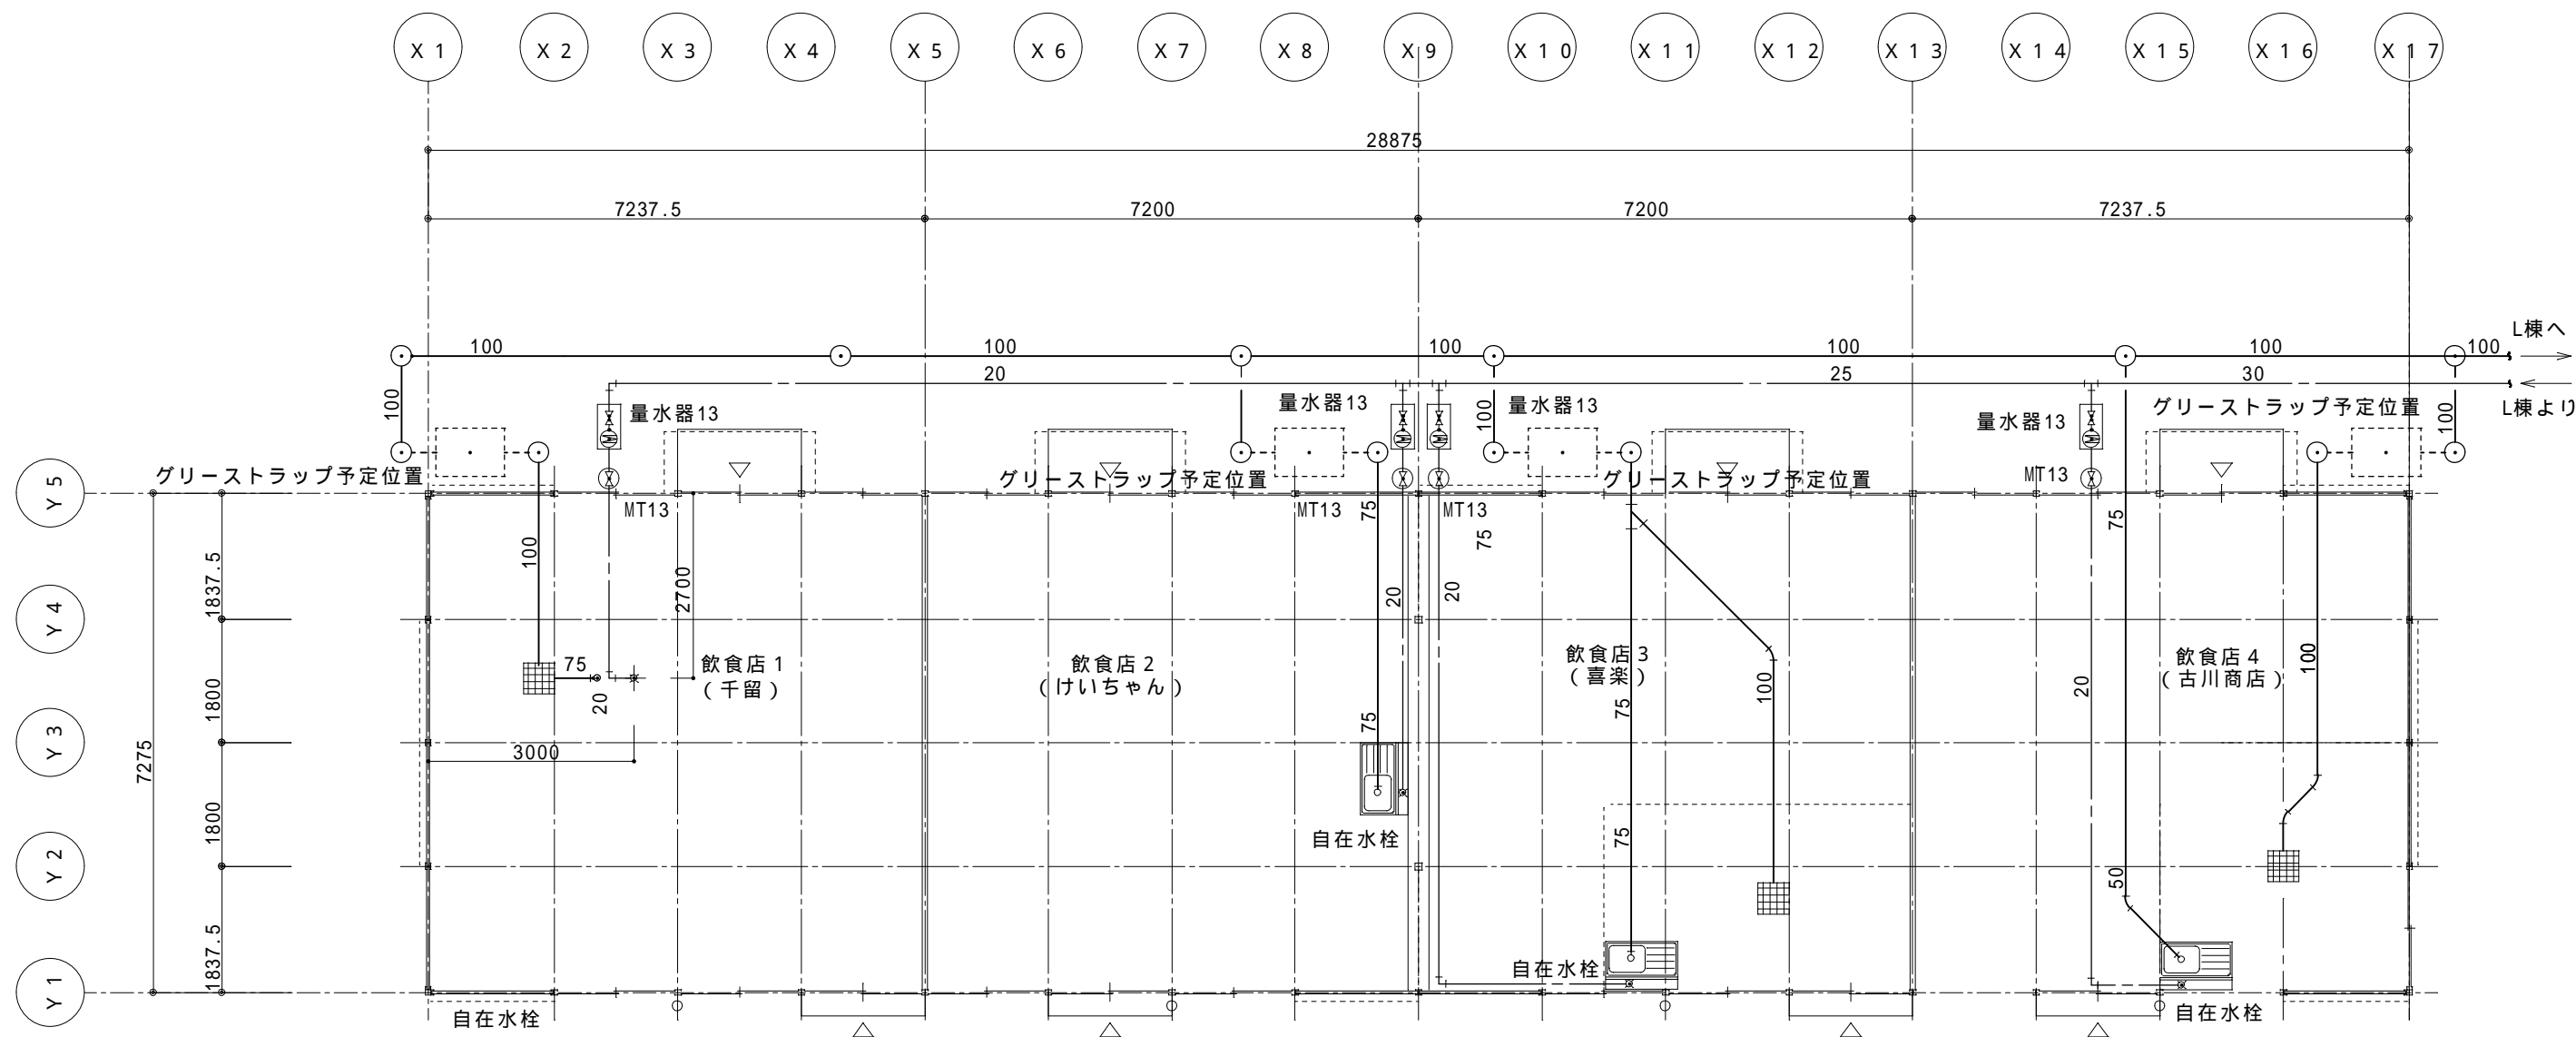 X1 X2 X3 X4 X5 X6 X7 X8 X9 X10 X11 X12 X13 X14 X15 X16 X17
28875
7237.5 7200 7200 7237.5
L棟へ
100 100 100 100 100 100
20 25 30
L棟より
100 量水器13 量水器13 100 量水器13 量水器13 グリーストラップ予定位置 100
グリーストラップ予定位置 グリーストラップ予定位置 グリーストラップ予定位置 MT13
Y5
MT13 MT13 75 MT13 75 75
100
1837.5 2700 20 20
Y4
75 飲食店1 飲食店2 飲食店3 飲食店4
(千留) (けいちゃん) (喜楽) (古川商店)
100
20 1800 75 75 100 20
Y3
3000
7275
1800 自在水栓 75
Y2
50
1837.5 自在水栓
Y1
自在水栓 自在水栓